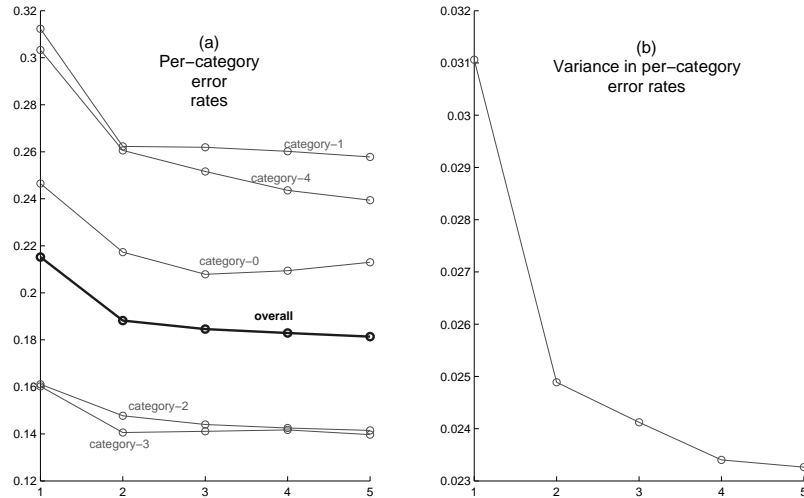 0.32
0.3
0.28
0.26
0.24
0.22
0.2
0.18
0.16
0.14
0.12
1
2
3
4
5
(a)
Per−category
error
rates
category−1
category−4
category−0
overall
category−2
category−3
0.032
0.031
0.03
0.029
0.028
0.027
0.026
0.025
0.024
0.023
1
2
3
4
5
(b)
Variance in per−category
error rates